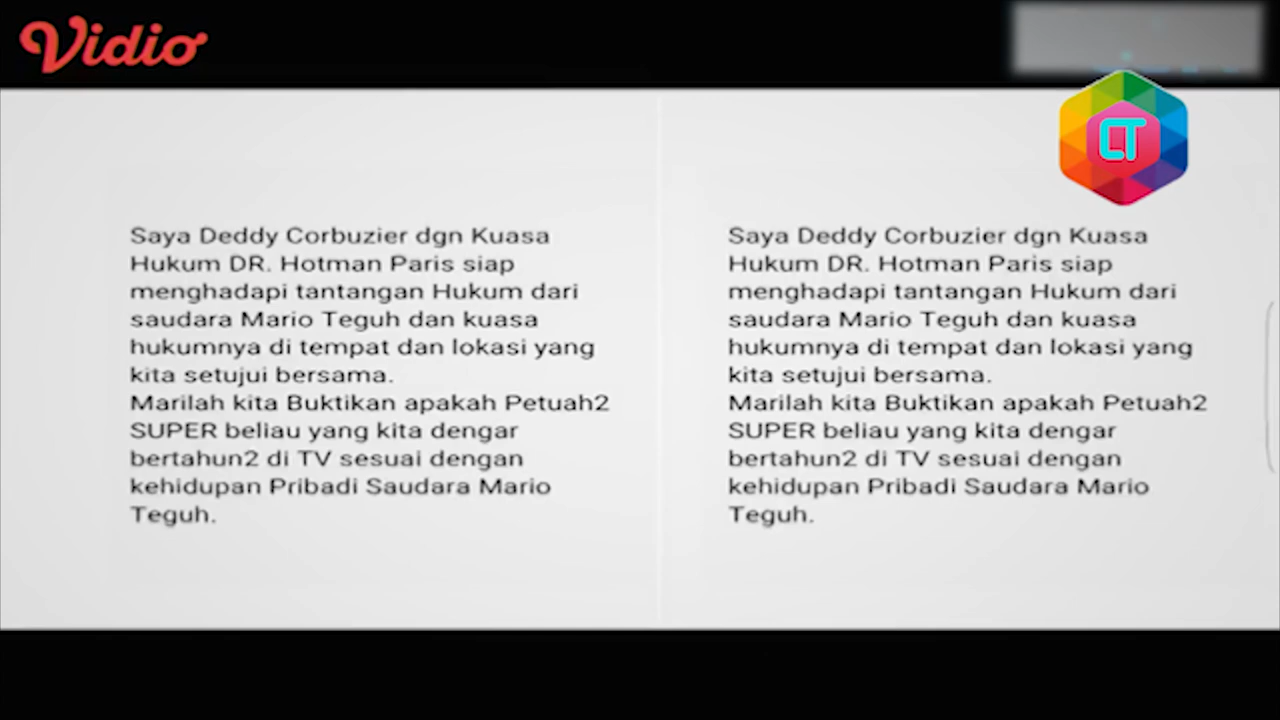 Vidio
CT
Saya Deddy Corbuzier dgn Kuasa
Hukum DR. Hotman Paris siap
menghadapi tantangan Hukum dari
saudara Mario Teguh dan kuasa
hukumnya di tempat dan lokasi yang
kita setujui bersama.
Marilah kita Buktikan apakah Petuah2
SUPER beliau yang kita dengar
bertahun2 di TV sesuai dengan
kehidupan Pribadi Saudara Mario
Teguh.
Saya Deddy Corbuzier dgn Kuasa
Hukum DR. Hotman Paris siap
menghadapi tantangan Hukum dari
saudara Mario Teguh dan kuasa
hukumnya di tempat dan lokasi yang
kita setujui bersama.
Marilah kita Buktikan apakah Petuah2
SUPER beliau yang kita dengar
bertahun2 di TV sesuai dengan
kehidupan Pribadi Saudara Mario
Teguh.